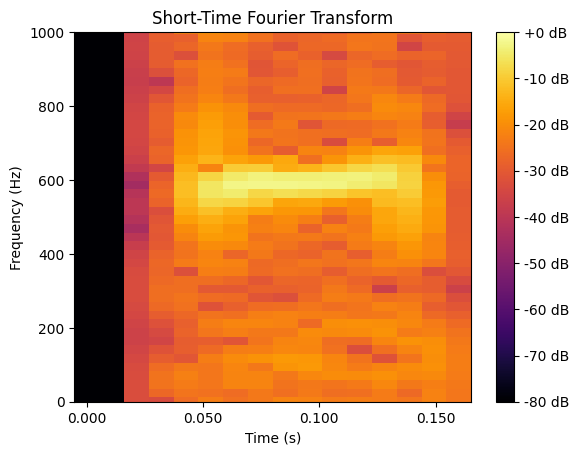 Short-Time Fourier Transform
1000
800
600
400
200
0
Frequency (Hz)
0.000
0.050
0.100
0.150
Time (s)
+0 dB
-10 dB
-20 dB
-30 dB
-40 dB
-50 dB
-60 dB
-70 dB
-80 dB